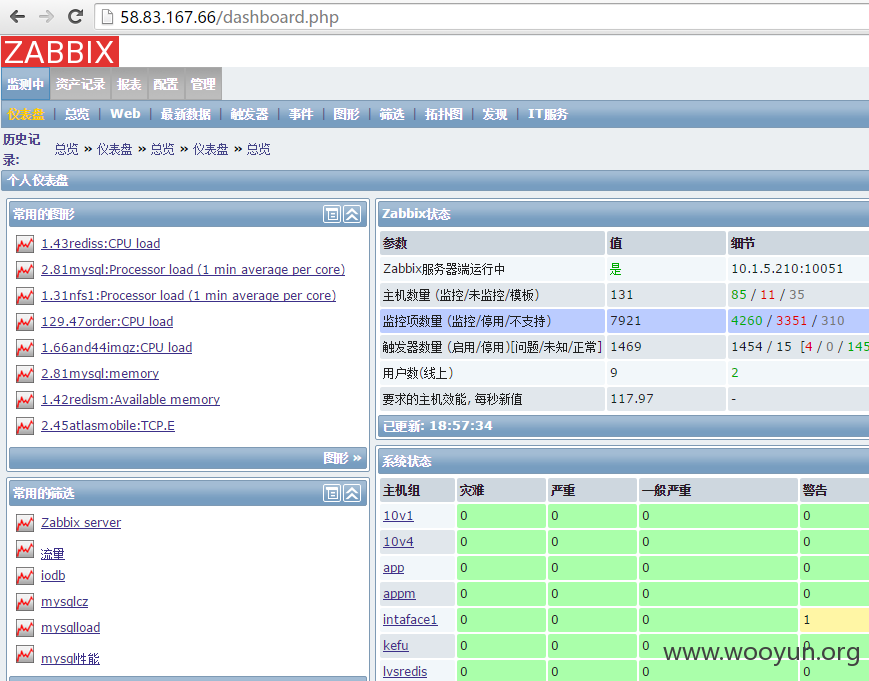 58.83.167.66/dashboard.php
ZABBIX
监测中 资产记录 报表 配置 管理
仪表盘 | 总览 | Web | 最新数据 | 触发器 | 事件 | 图形 | 筛选 | 拓扑图 | 发现 | IT服务
历史记录: 总览 » 仪表盘 » 总览 » 仪表盘 » 总览
个人仪表盘
常用的图形
1.43rediss:CPU load
2.81mysql:Processor load (1 min average per core)
1.31nfs1:Processor load (1 min average per core)
129.47order:CPU load
1.66and44imgz:CPU load
2.81mysql:memory
1.42redism:Available memory
2.45atlasmobile:TCP.E
图形 »
常用的筛选
Zabbix server
流量
iodb
mysqlcz
mysqlload
mysql性能
Zabbix状态
参数 值 细节
Zabbix服务器端运行中 是 10.1.5.210:10051
主机数量 (监控/未监控/模板) 131 85 / 11 / 35
监控项数量 (监控/停用/不支持) 7921 4260 / 3351 / 310
触发器数量 (启用/停用)[问题/未知/正常] 1469 1454 / 15 [4 / 0 / 145
用户数(线上) 9 2
要求的主机效能, 每秒新值 117.97 -
已更新: 18:57:34
系统状态
主机组 灾难 严重 一般严重 警告
10v1 0 0 0 0
10v4 0 0 0 0
app 0 0 0 0
appm 0 0 0 0
intaface1 0 0 0 1
kefu 0 0 0 0
lvsredis 0 0 0 0
www.wooyun.org